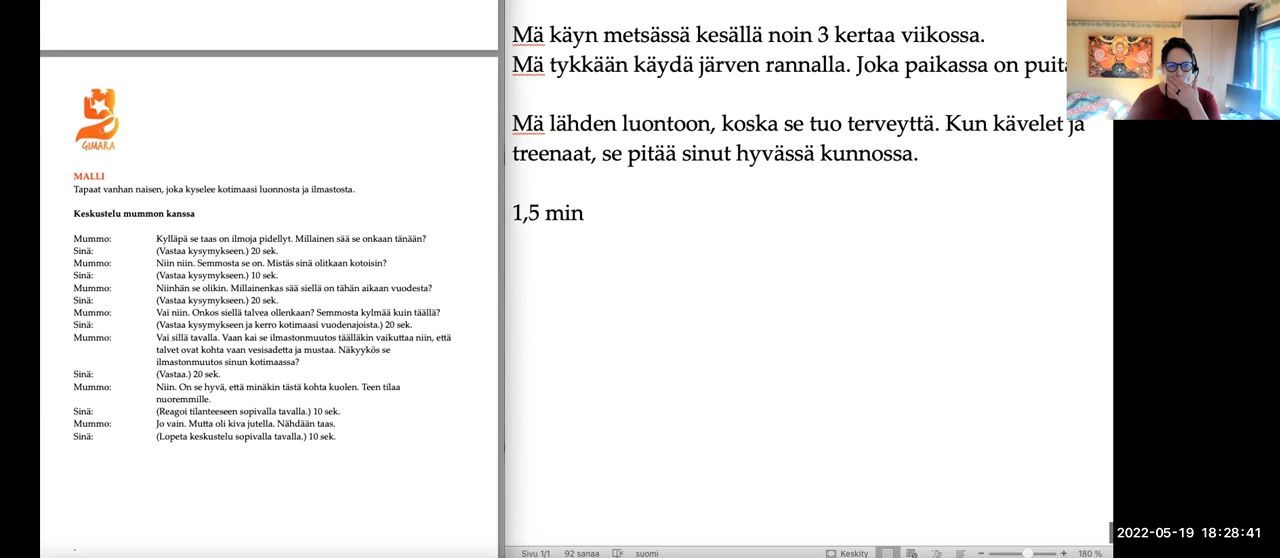 GIMARA
MALLI
Tapaat vanhan naisen, joka kyselee kotimaasi luonnosta ja ilmastosta.
Keskustelu mummon kanssa
Mummo: Kylläpä se taas on ilmoja pidellyt. Millainen sää se onkaan tänään?
Sinä: (Vastaa kysymykseen.) 20 sek.
Mummo: Niin niin. Semmosta se on. Mistäs sinä olitkaan kotoisin?
Sinä: (Vastaa kysymykseen.) 10 sek.
Mummo: Niinhän se olikin. Millainenkas sää siellä on tähän aikaan vuodesta?
Sinä: (Vastaa kysymykseen.) 20 sek.
Mummo: Vai niin. Onkos siellä talvea ollenkaan? Semmosta kylmää kuin täällä?
Sinä: (Vastaa kysymykseen ja kerro kotimaasi vuodenajoista.) 20 sek.
Mummo: Vai sillä tavalla. Vaan kai se ilmastonmuutos täälläkin vaikuttaa niin, että
talvet ovat kohta vaan vesisadetta ja mustaa. Näkyykös se
ilmastonmuutos sinun kotimaassa?
Sinä: (Vastaa.) 20 sek.
Mummo: Niin. On se hyvä, että minäkin tästä kohta kuolen. Teen tilaa
nuoremmille.
Sinä: (Reagoi tilanteeseen sopivalla tavalla.) 10 sek.
Mummo: Jo vain. Mutta oli kiva jutella. Nähdään taas.
Sinä: (Lopeta keskustelu sopivalla tavalla.) 10 sek.
Mä käyn metsässä kesällä noin 3 kertaa viikossa.
Mä tykkään käydä järven rannalla. Joka paikassa on
Mä lähden luontoon, koska se tuo terveyttä. Kun kävelet ja
treenaat, se pitää sinut hyvässä kunnossa.
1,5 min
Sivu 1/1 92 sanaa suomi Keskity 180 %
2022-05-19 18:28:41